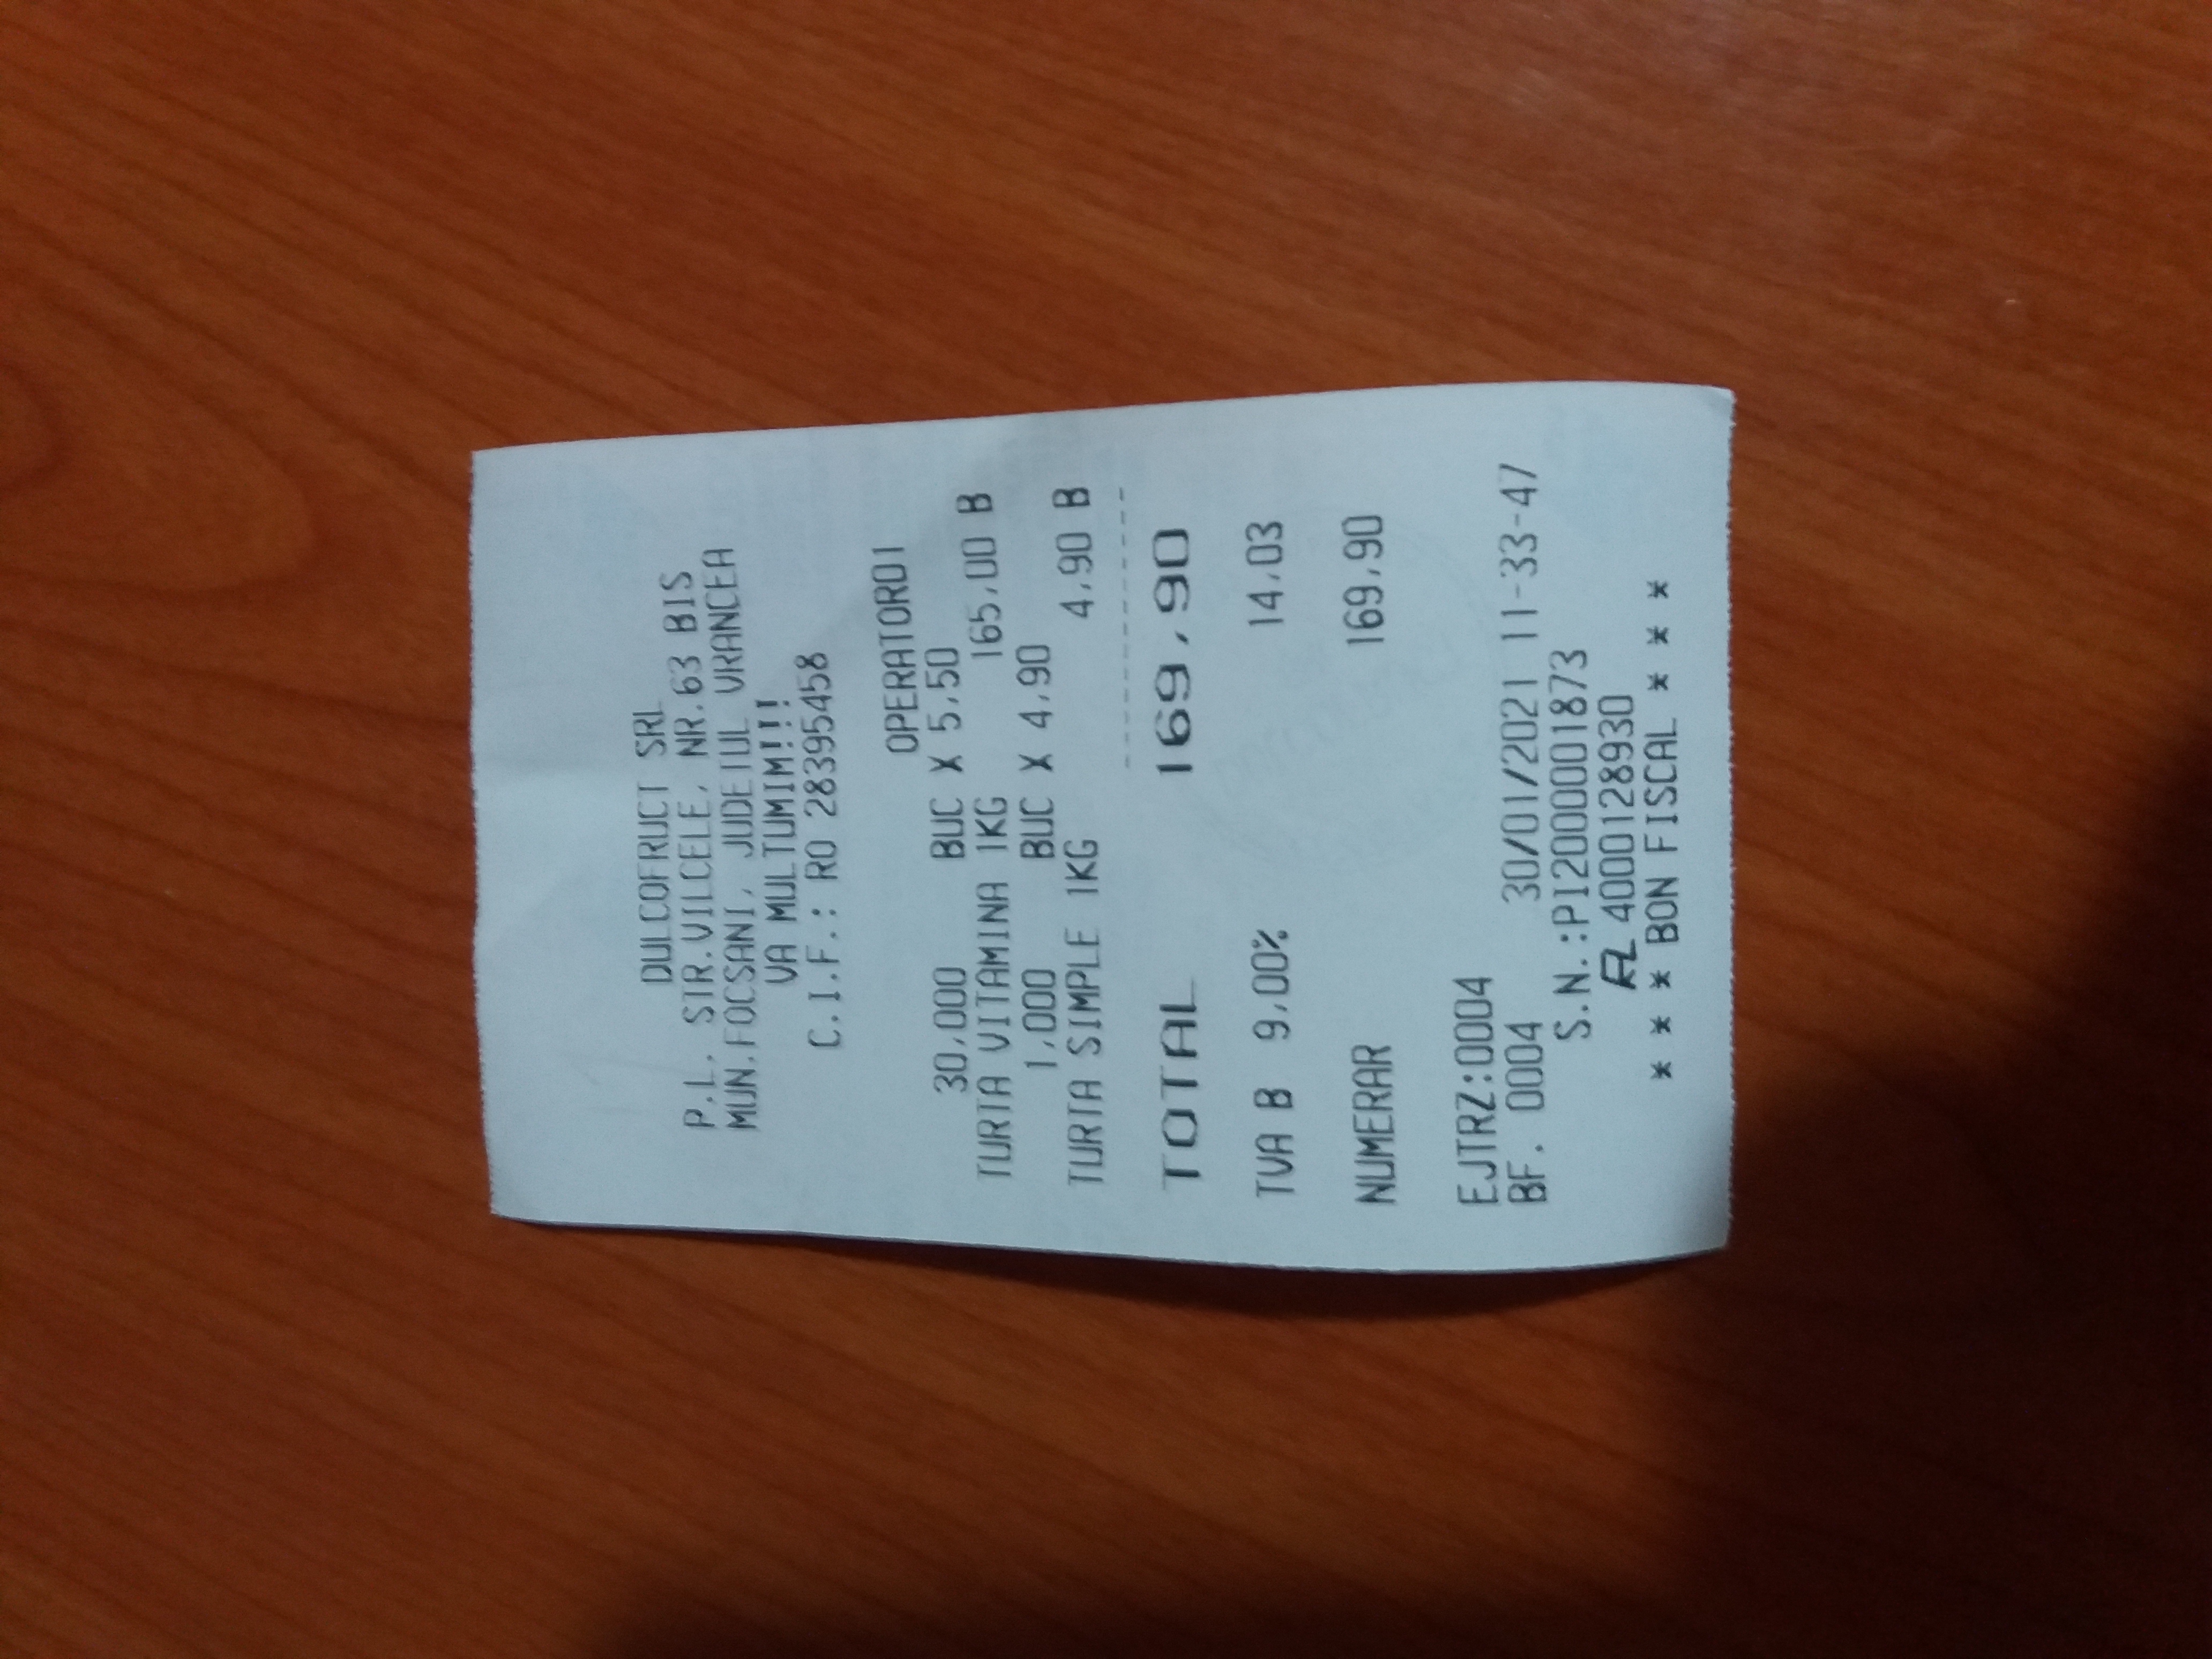 DULCOFRUCT SRL
P.L. STR.VILCELE, NR.63 BIS
MUN.FOCSANI, JUDETUL VRANCEA
VA MULTUMIM!!!
C.I.F.: RO 28395458
OPERATOR01
30,000 BUC X 5,50
TURTA VITAMINA 1KG 165,00 B
1,000 BUC X 4,90
TURTA SIMPLE 1KG 4,90 B
TOTAL 169,90
TVA B 9,00% 14,03
NUMERAR 169,90
EJTRZ:0004
BF. 0004 30/01/2021 11-33-47
S.N.:PI2000001873
4000128930
* * * BON FISCAL * * *